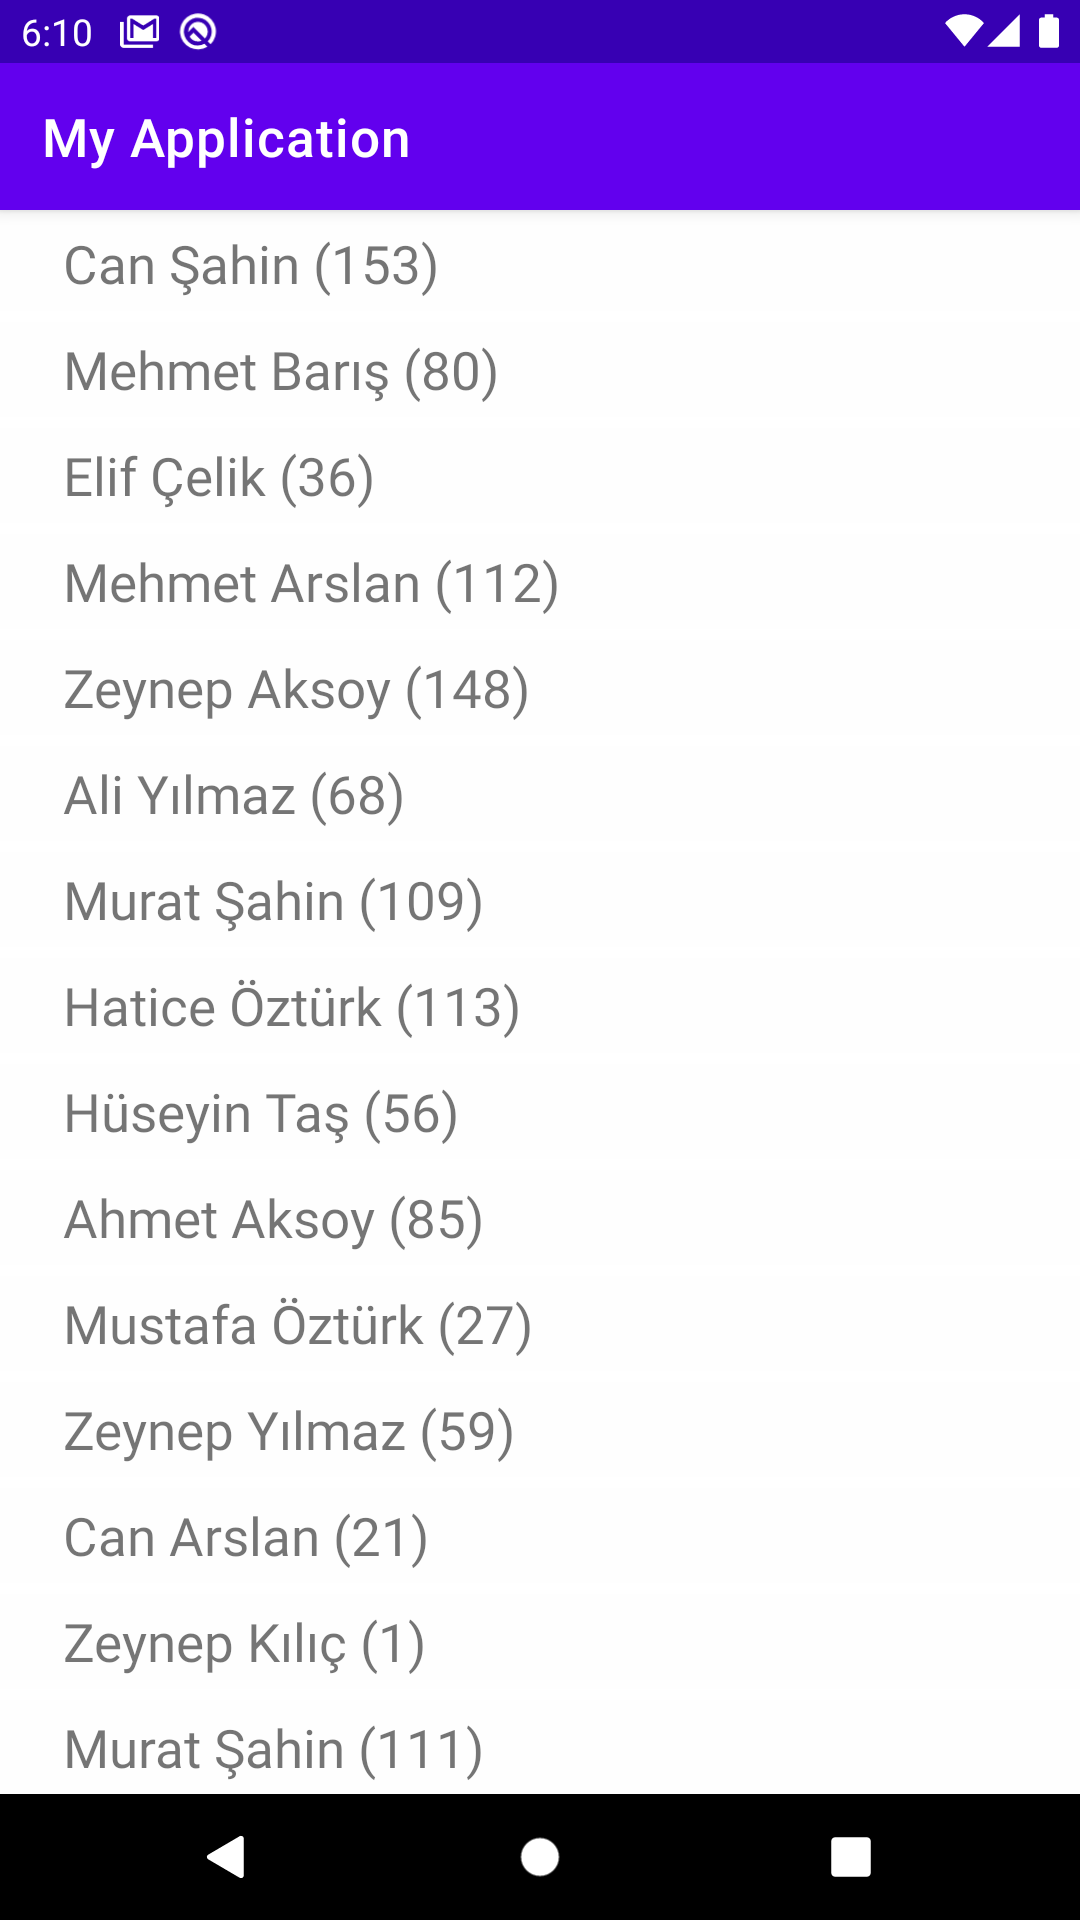 6:10
My Application
Can Şahin (153)
Mehmet Barış (80)
Elif Çelik (36)
Mehmet Arslan (112)
Zeynep Aksoy (148)
Ali Yılmaz (68)
Murat Şahin (109)
Hatice Öztürk (113)
Hüseyin Taş (56)
Ahmet Aksoy (85)
Mustafa Öztürk (27)
Zeynep Yılmaz (59)
Can Arslan (21)
Zeynep Kılıç (1)
Murat Şahin (111)